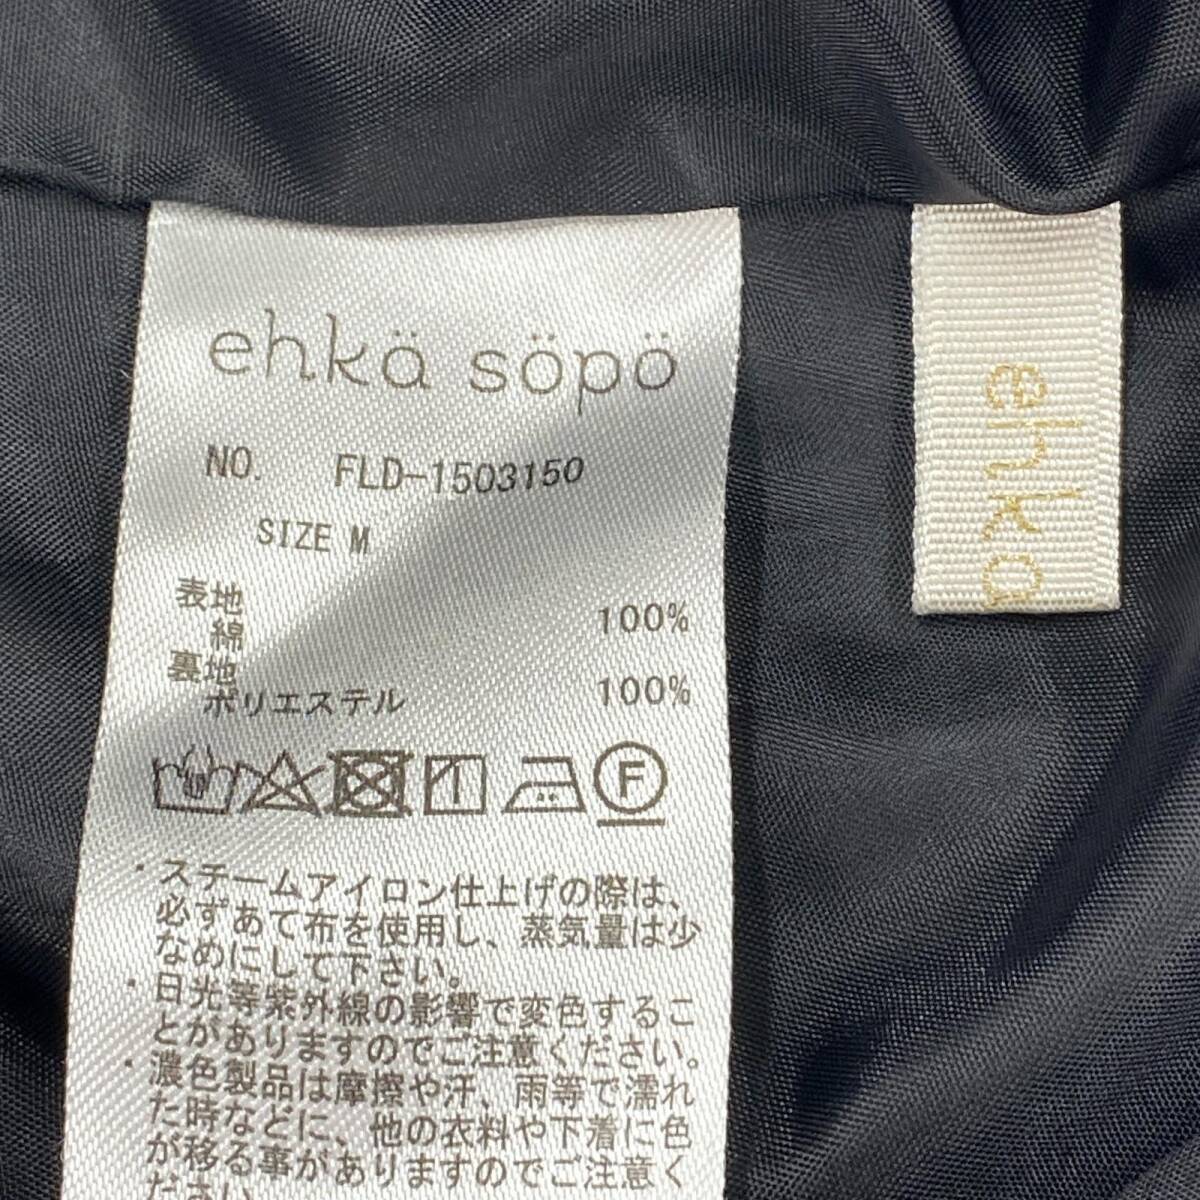 ehkä söpö
NO. FLD-1503150
SIZE M
表地
綿 100%
裏地
ポリエステル 100%
F
・スチームアイロン仕上げの際は、
必ずあて布を使用し、蒸気量は少
なめにして下さい。
・日光等紫外線の影響で変色するこ
とがありますのでご注意ください。
・濃色製品は摩擦や汗、雨等で濡れ
た時などに、他の衣料や下着に色
が移る事がありますのでご注意く
ださい
ehka